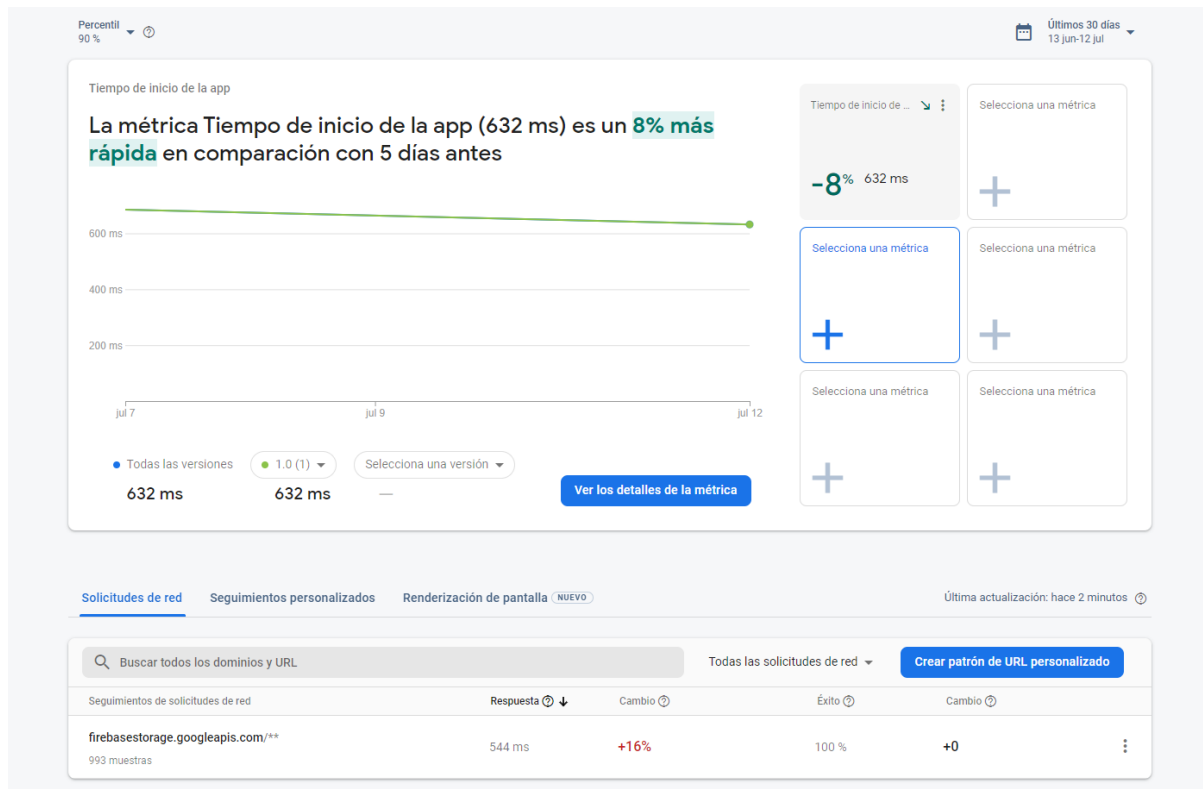 Percentil
90 %
Últimos 30 días
13 jun-12 jul
Tiempo de inicio de la app
La métrica Tiempo de inicio de la app (632 ms) es un 8% más
rápida en comparación con 5 días antes
600 ms
400 ms
200 ms
jul 7
jul 9
jul 12
Todas las versiones
632 ms
1.0 (1)
632 ms
Selecciona una versión
—
Ver los detalles de la métrica
Tiempo de inicio de ...
-8% 632 ms
Selecciona una métrica
Selecciona una métrica
Selecciona una métrica
Selecciona una métrica
Selecciona una métrica
Solicitudes de red
Seguimientos personalizados
Renderización de pantalla NUEVO
Última actualización: hace 2 minutos
Buscar todos los dominios y URL
Todas las solicitudes de red
Crear patrón de URL personalizado
Seguimientos de solicitudes de red
Respuesta
Cambio
Éxito
Cambio
firebasestorage.googleapis.com/**
993 muestras
544 ms
+16%
100 %
+0